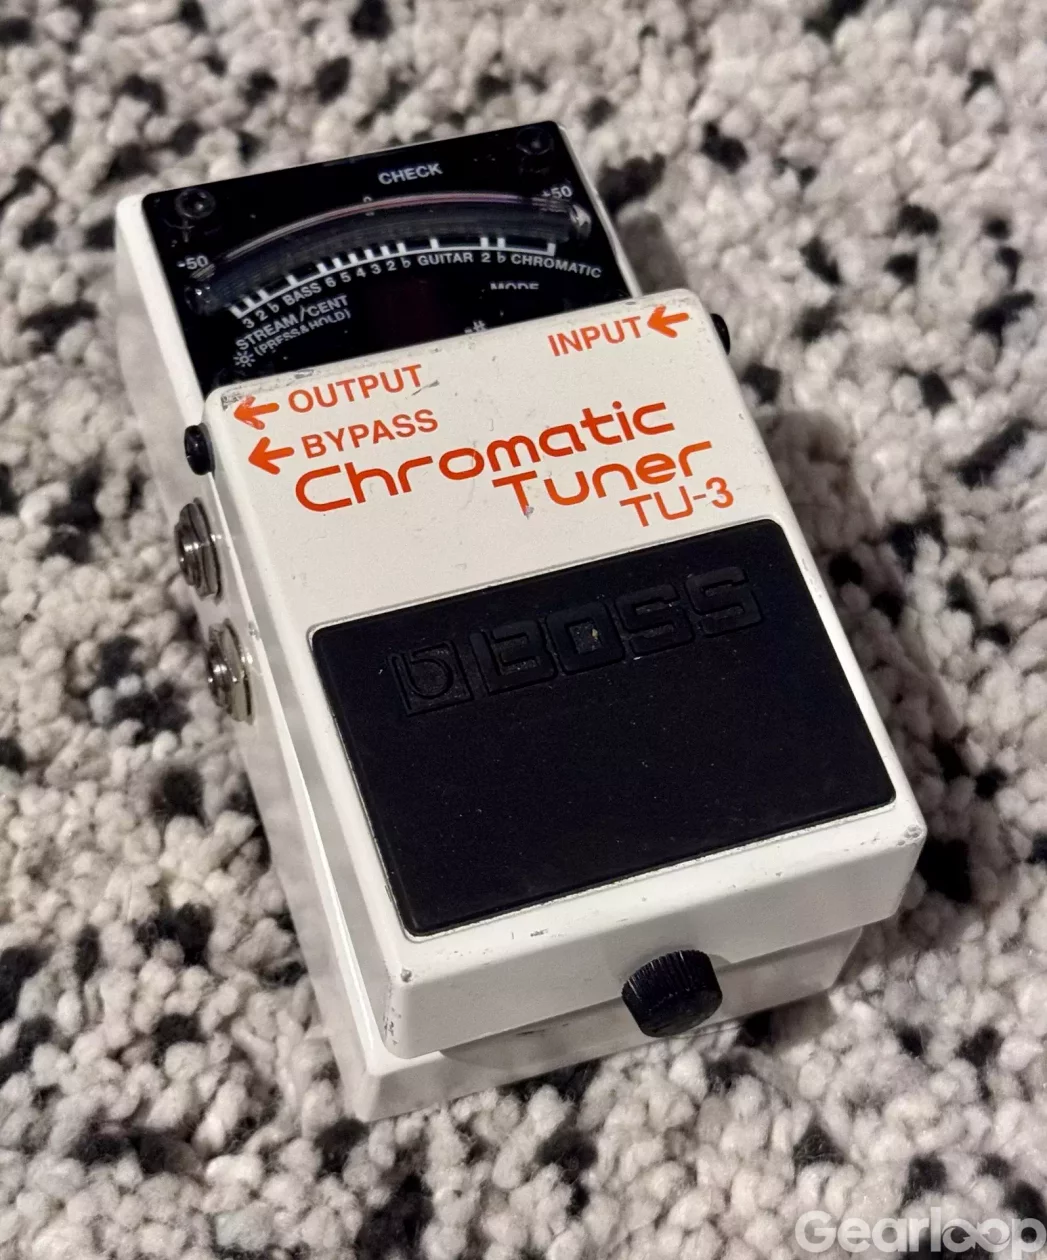 CHECK
-50
+50
3 2 ♭ BASS 6 5 4 3 2 ♭ GUITAR 2 ♭ CHROMATIC
STREAM/CENT
(PRESS&HOLD)
MODE
#
INPUT
OUTPUT
BYPASS
Chromatic
Tuner
TU-3
BOSS
Gearloop